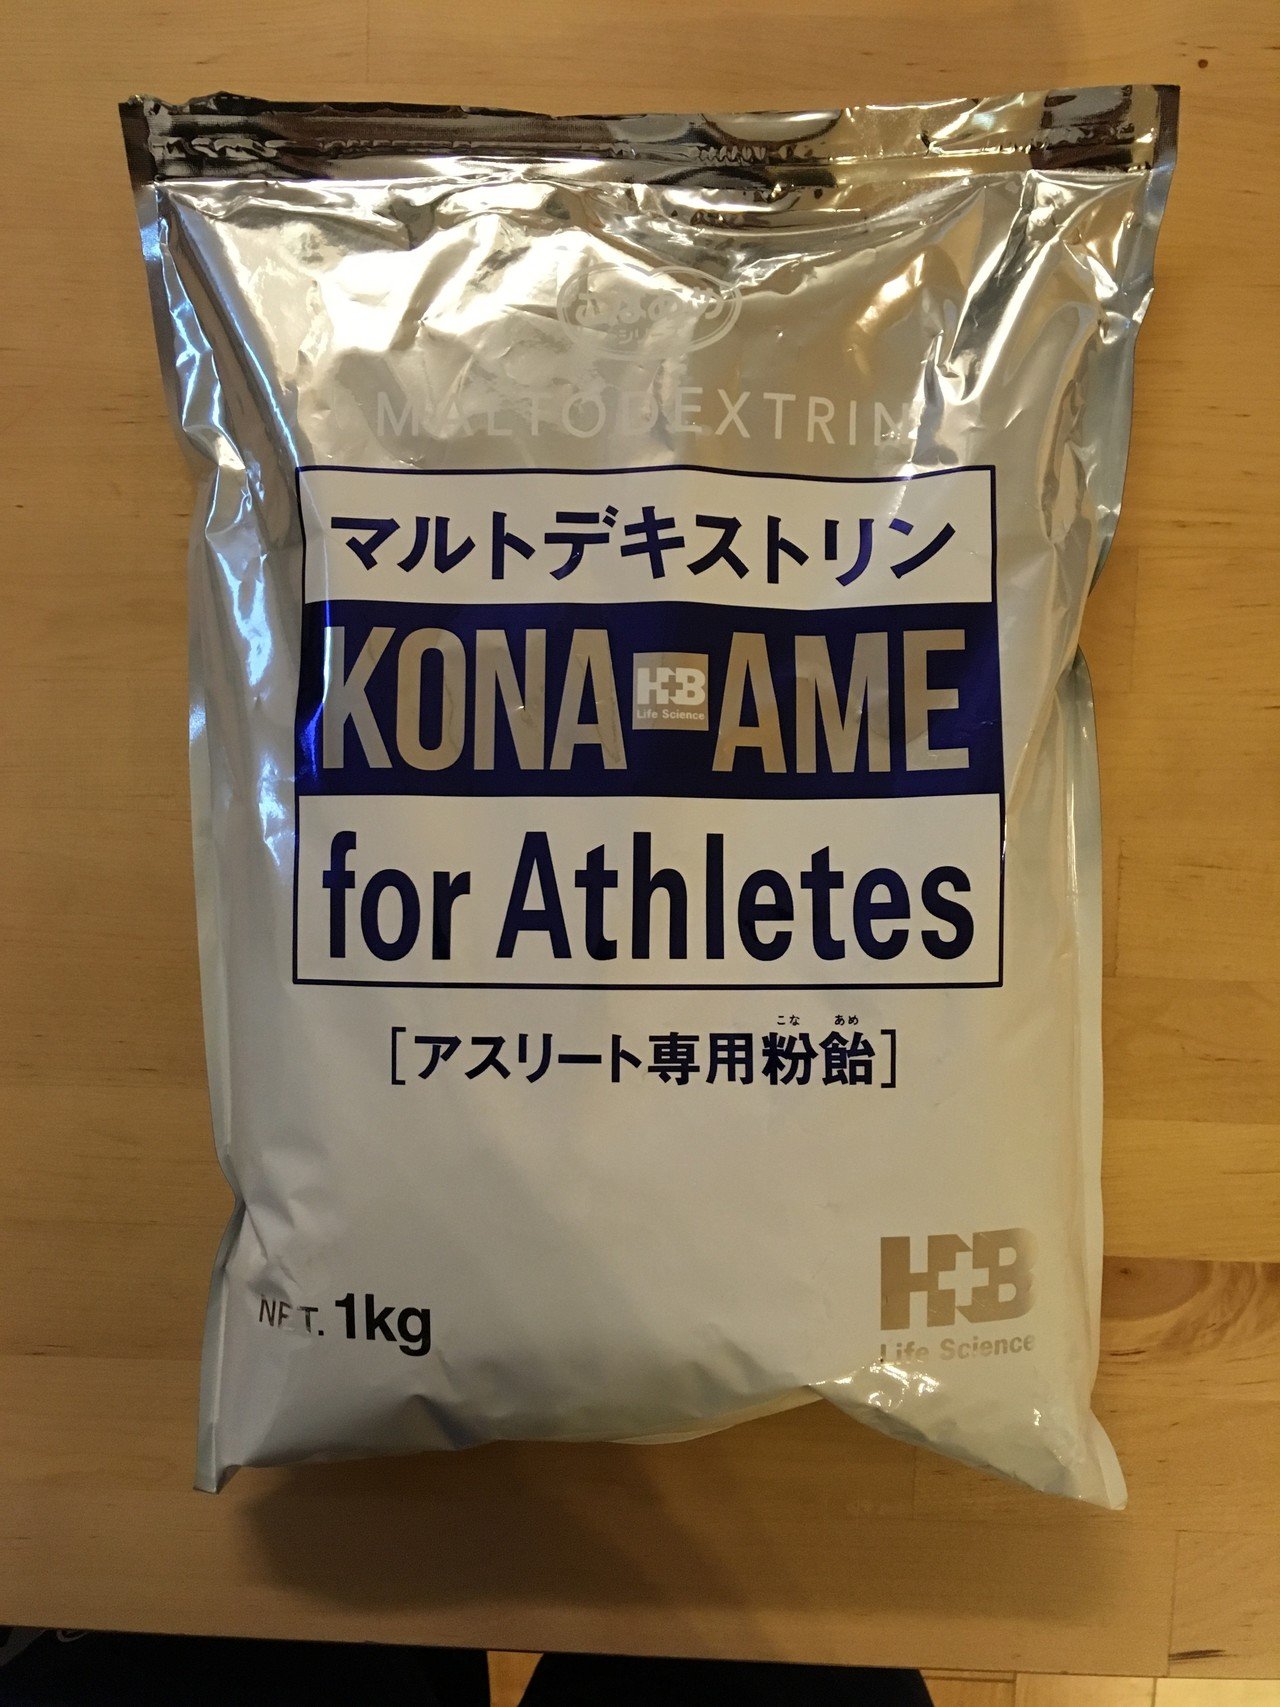 MALTODEXTRIN
マルトデキストリン
KONA H+B AME
Life Science
for Athletes
こな あめ
[アスリート専用粉飴]
NET. 1kg
H+B
Life Science